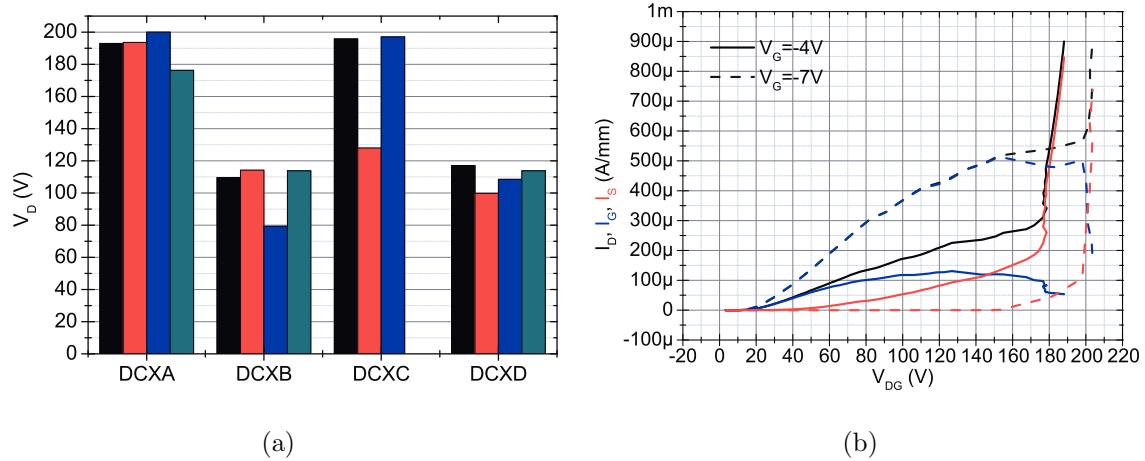 200
180
160
140
120
100
80
60
40
20
0
V_D (V)
DCXA DCXB DCXC DCXD
(a)
1m
900µ
800µ
700µ
600µ
500µ
400µ
300µ
200µ
100µ
0
-100µ
I_D, I_G, I_S (A/mm)
V_G=-4V
V_G=-7V
-20 0 20 40 60 80 100 120 140 160 180 200 220
V_DG (V)
(b)